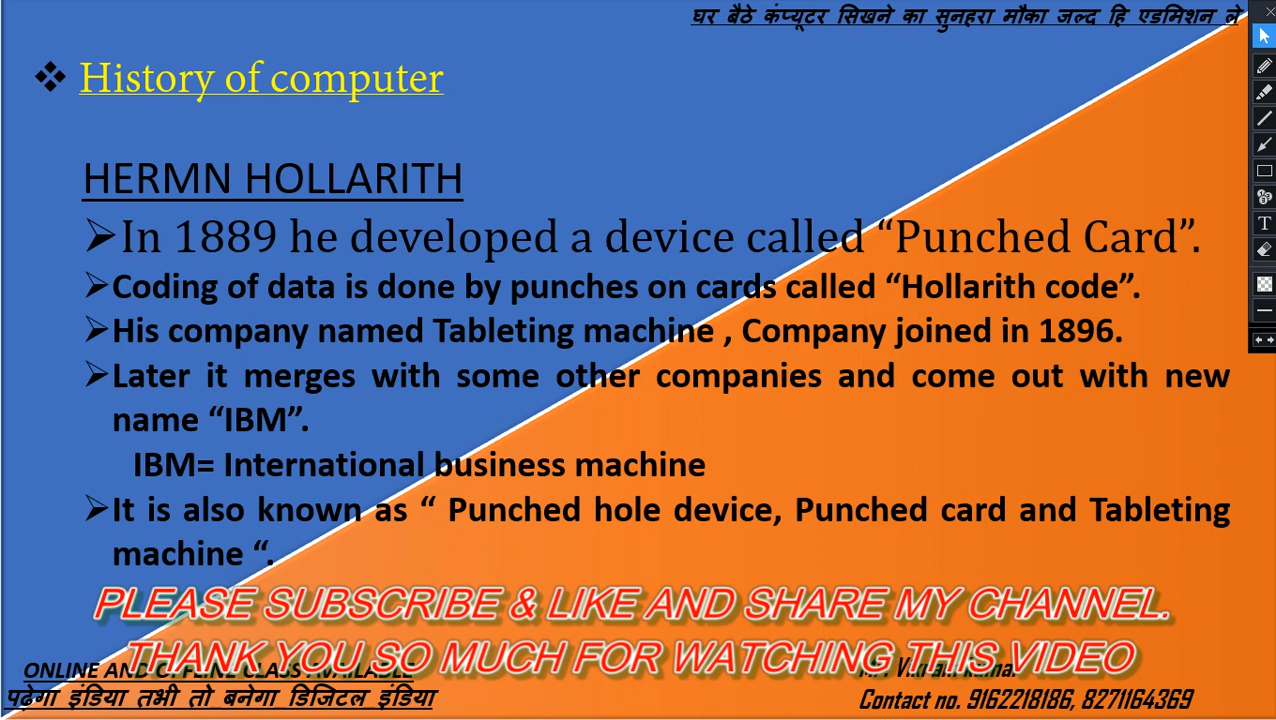 घर बैठे कंप्यूटर सिखने का सुनहरा मौका जल्द हि एडमिशन ले
❖ History of computer
HERMN HOLLARITH
➢In 1889 he developed a device called “Punched Card”.
➢Coding of data is done by punches on cards called “Hollarith code”.
➢His company named Tableting machine , Company joined in 1896.
➢Later it merges with some other companies and come out with new
name “IBM”.
IBM= International business machine
➢It is also known as “ Punched hole device, Punched card and Tableting
machine “.
PLEASE SUBSCRIBE & LIKE AND SHARE MY CHANNEL.
THANK YOU SO MUCH FOR WATCHING THIS VIDEO
ONLINE AND OFFLINE CLASS AVAILABLE
पढ़ेगा इंडिया तभी तो बनेगा डिजिटल इंडिया
Contact no. 9162218186, 8271164369